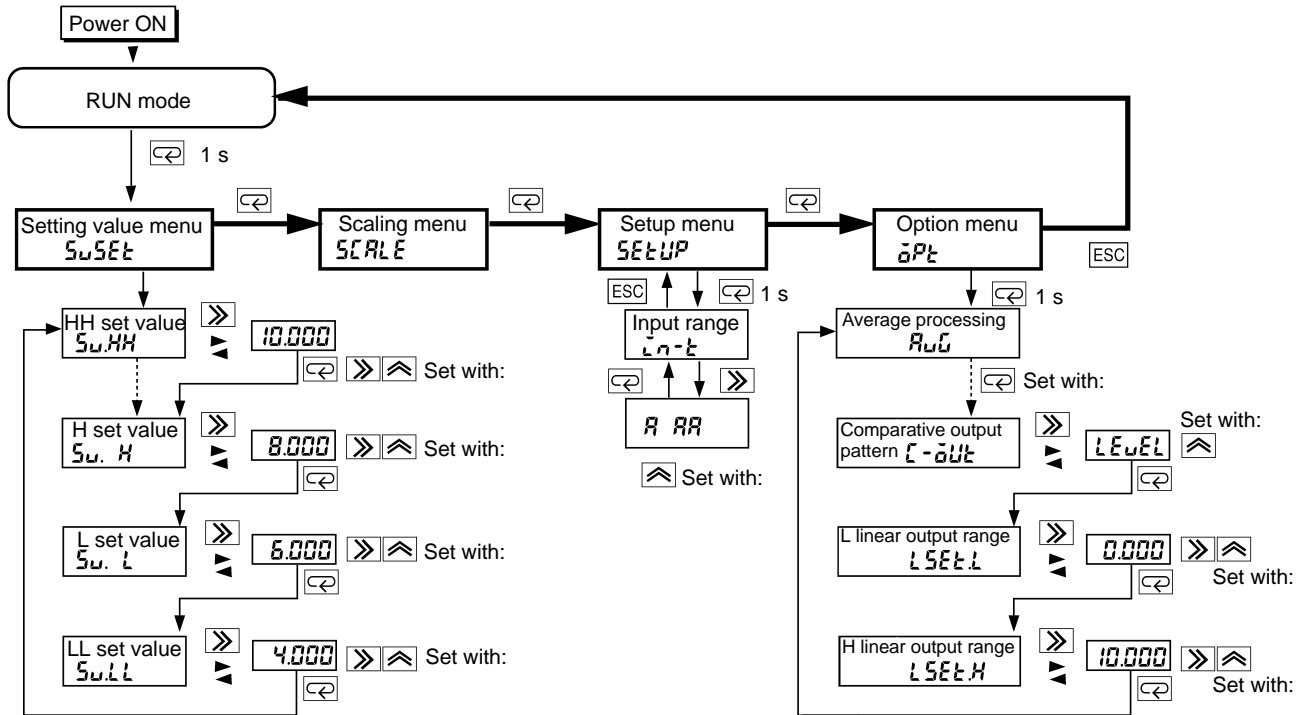 Power ON
RUN mode
1 s
Setting value menu
SuSEt
Scaling menu
SCALE
Setup menu
SEtUP
Option menu
oPt
ESC
HH set value
Su.HH
10.000
Set with:
H set value
Su. H
8.000
Set with:
L set value
Su. L
6.000
Set with:
LL set value
Su.LL
4.000
Set with:
ESC
1 s
Input range
in-t
A AA
Set with:
1 s
Average processing
AuG
Set with:
Comparative output
pattern C-oUt
LEuEL
Set with:
L linear output range
LSEt.L
0.000
Set with:
H linear output range
LSEt.H
10.000
Set with: